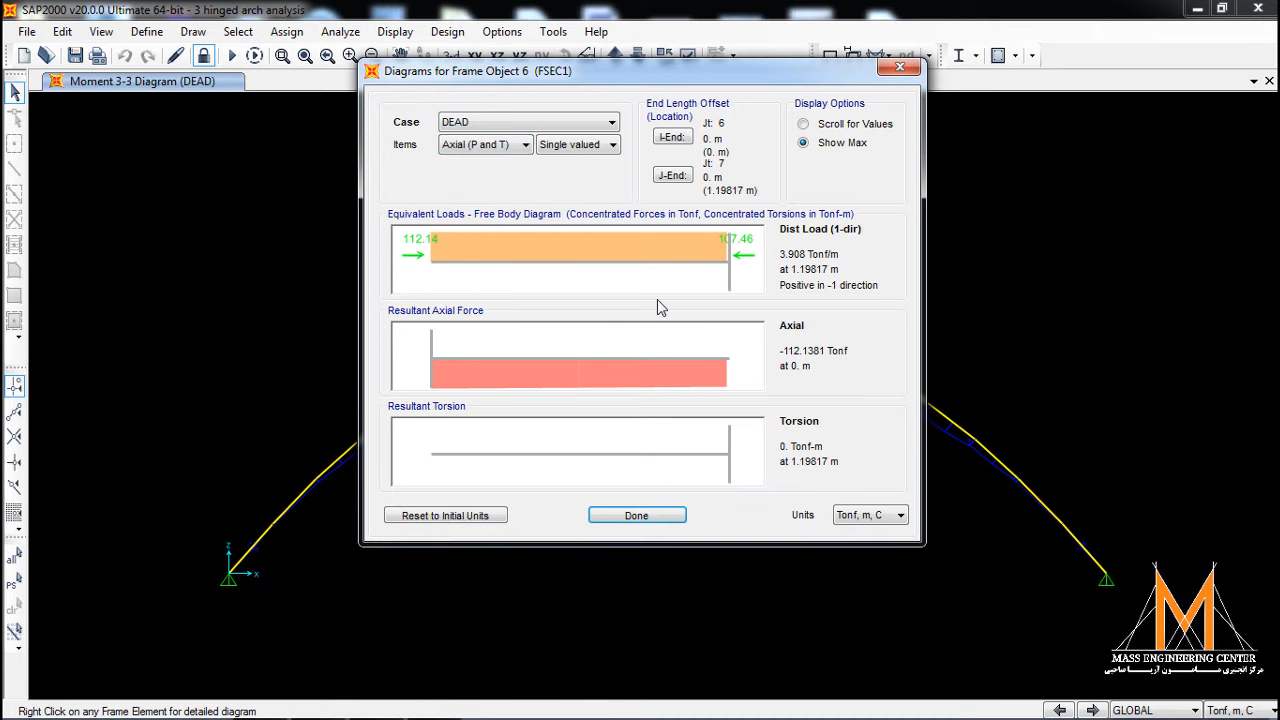 SAP2000 v20.0.0 Ultimate 64-bit - 3 hinged arch analysis
File Edit View Define Draw Select Assign Analyze Display Design Options Tools Help
Moment 3-3 Diagram (DEAD)
Diagrams for Frame Object 6 (FSEC1)
Case DEAD
Items Axial (P and T) Single valued
End Length Offset
(Location)
I-End:
Jt: 6
0. m
(0. m)
J-End:
Jt: 7
0. m
(1.19817 m)
Display Options
Scroll for Values
Show Max
Equivalent Loads - Free Body Diagram (Concentrated Forces in Tonf, Concentrated Torsions in Tonf-m)
112.14
107.46
Dist Load (1-dir)
3.908 Tonf/m
at 1.19817 m
Positive in -1 direction
Resultant Axial Force
Axial
-112.1381 Tonf
at 0. m
Resultant Torsion
Torsion
0. Tonf-m
at 1.19817 m
Reset to Initial Units
Done
Units Tonf, m, C
all
PS
clr
z
x
M
MASS ENGINEERING CENTER
Right Click on any Frame Element for detailed diagram
GLOBAL
Tonf, m, C